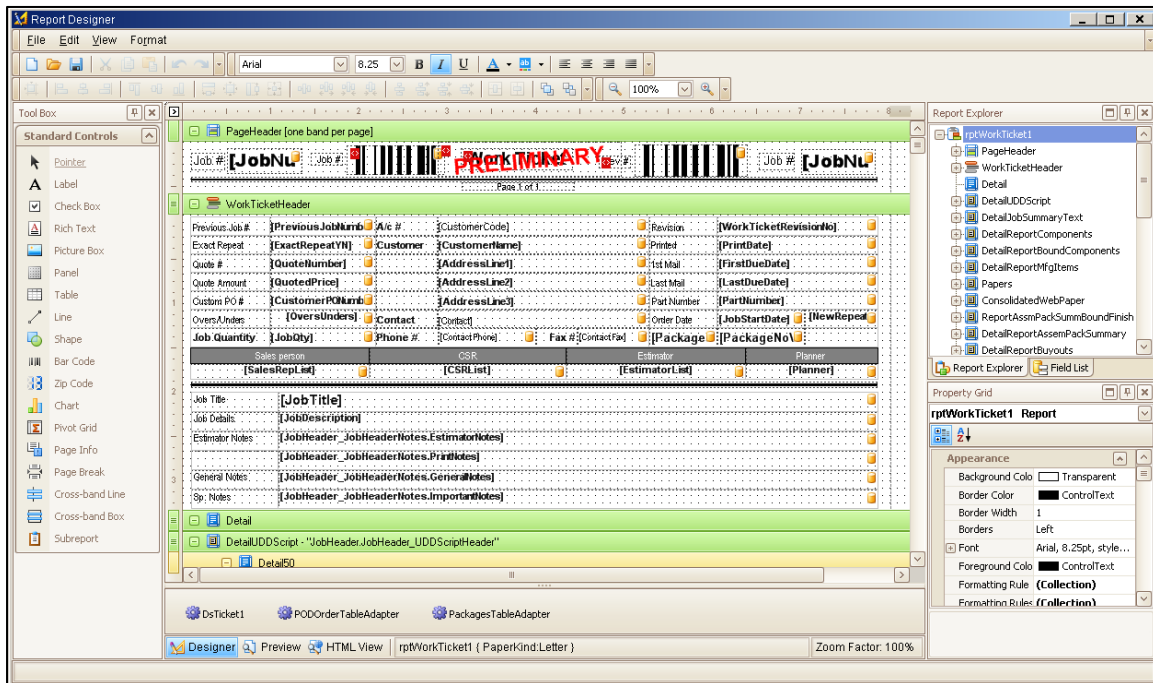 Report Designer
File Edit View Format
Arial 8.25 B I U A ab
100%
Tool Box
Standard Controls
Pointer
A Label
Check Box
Rich Text
Picture Box
Panel
Table
Line
Shape
Bar Code
Zip Code
Chart
Pivot Grid
Page Info
Page Break
Cross-band Line
Cross-band Box
Subreport
PageHeader [one band per page]
Job # [JobNu Job # Work Ticket PRELIMINARY Rev #: Job # [JobNu
Page 1 of 1
WorkTicketHeader
Previous Job # [PreviousJobNumb A/c # [CustomerCode] Revision [WorkTicketRevisionNo]
Exact Repeat [ExactRepeatYN] Customer [CustomerName] Printed [PrintDate]
Quote # [QuoteNumber] [AddressLine1] 1st Mail [FirstDueDate]
Quote Amount [QuotedPrice] [AddressLine2] Last Mail [LastDueDate]
Custom PO # [CustomerPONumb [AddressLine3] Part Number [PartNumber]
Overs/Unders [OversUnders] Contact [Contact] Order Date [JobStartDate] [NewRepeat
Job Quantity [JobQty] Phone # [ContactPhone] Fax # [ContactFax] [Package [PackageNo\
Sales person CSR Estimator Planner
[SalesRepList] [CSRList] [EstimatorList] [Planner]
Job Title [JobTitle]
Job Details [JobDescription]
Estimator Notes [JobHeader_JobHeaderNotes.EstimatorNotes]
[JobHeader_JobHeaderNotes.PrintNotes]
General Notes [JobHeader_JobHeaderNotes.GeneralNotes]
Sp. Notes [JobHeader_JobHeaderNotes.ImportantNotes]
Detail
DetailUDDScript - "JobHeader.JobHeader_UDDScriptHeader"
Detail50
DsTicket1 PODOrderTableAdapter PackagesTableAdapter
Designer Preview HTML View rptWorkTicket1 { PaperKind:Letter } Zoom Factor: 100%
Report Explorer
rptWorkTicket1
PageHeader
WorkTicketHeader
Detail
DetailUDDScript
DetailJobSummaryText
DetailReportComponents
DetailReportBoundComponents
DetailReportMfgItems
Papers
ConsolidatedWebPaper
ReportAssmPackSummBoundFinish
DetailReportAssemPackSummary
DetailReportBuyouts
Report Explorer Field List
Property Grid
rptWorkTicket1 Report
Appearance
Background Colo Transparent
Border Color ControlText
Border Width 1
Borders Left
Font Arial, 8.25pt, style...
Foreground Colo ControlText
Formatting Rule (Collection)
Formatting Rules (Collection)